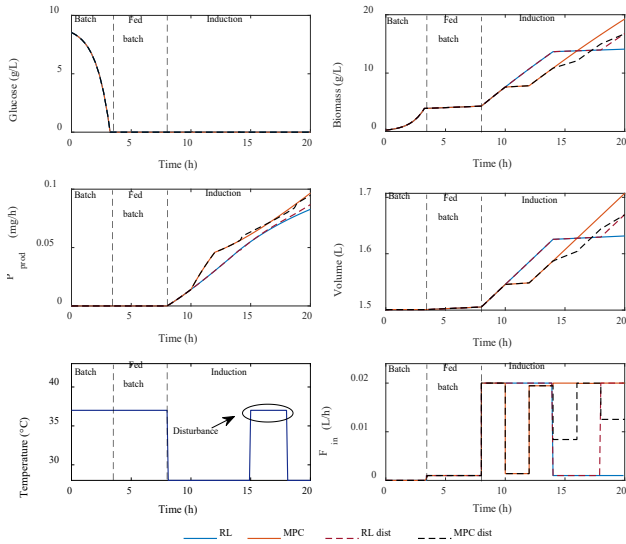 Batch Fed batch Induction
10
5
0
Glucose (g/L)
0 5 10 15 20
Time (h)
Batch Fed batch Induction
20
10
0
Biomass (g/L)
0 5 10 15 20
Time (h)
Batch Fed batch Induction
0.1
0.05
0
P prod (mg/h)
0 5 10 15 20
Time (h)
Batch Fed batch Induction
1.7
1.6
1.5
Volume (L)
0 5 10 15 20
Time (h)
Batch Fed batch Induction
40
35
30
Temperature (°C)
Disturbance
0 5 10 15 20
Time (h)
Batch Fed batch Induction
0.02
0.01
0
F in (L/h)
0 5 10 15 20
Time (h)
RL MPC RL dist MPC dist